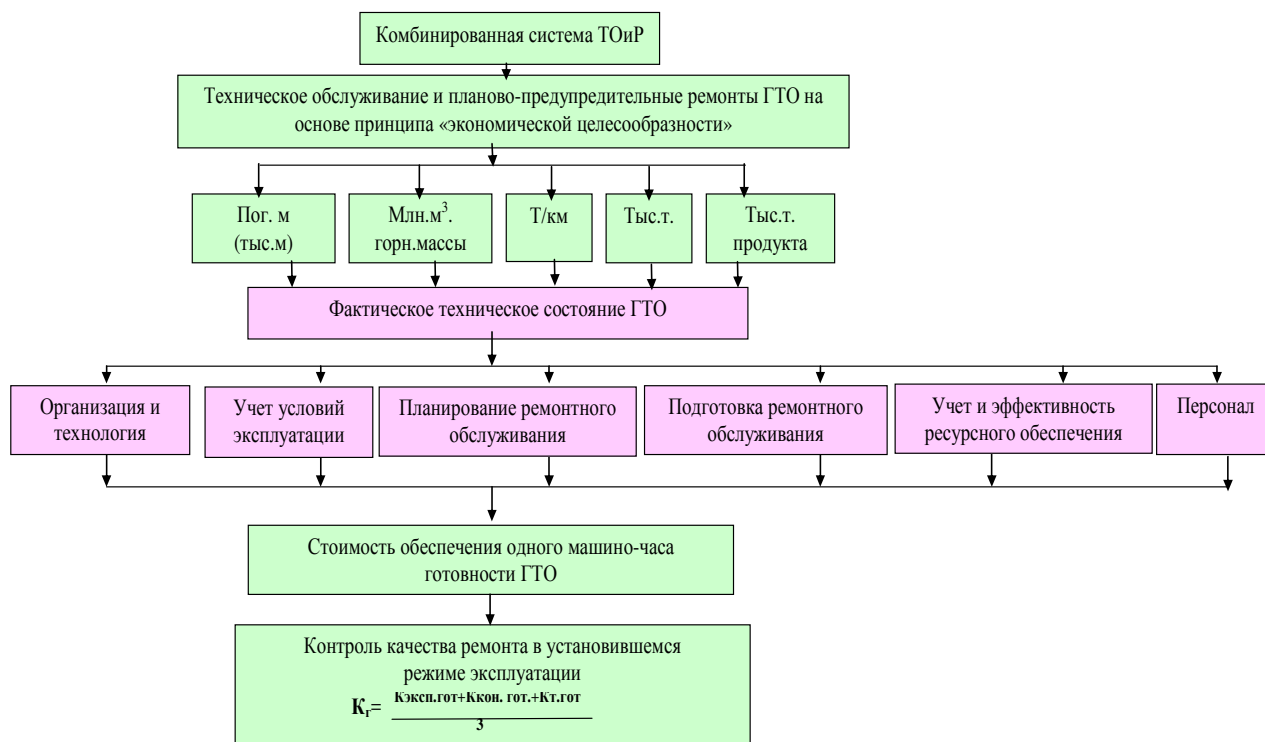 Комбинированная система ТОиР
Техническое обслуживание и планово-предупредительные ремонты ГТО на
основе принципа «экономической целесообразности»
Пог. м
(тыс.м)
Млн.м³.
горн.массы
Т/км
Тыс.т.
Тыс.т.
продукта
Фактическое техническое состояние ГТО
Организация и
технология
Учет условий
эксплуатации
Планирование ремонтного
обслуживания
Подготовка ремонтного
обслуживания
Учет и эффективность
ресурсного обеспечения
Персонал
Стоимость обеспечения одного машино-часа
готовности ГТО
Контроль качества ремонта в установившемся
режиме эксплуатации
Кэксп.гот+Ккон. гот.+Кт.гот
Кг=
3